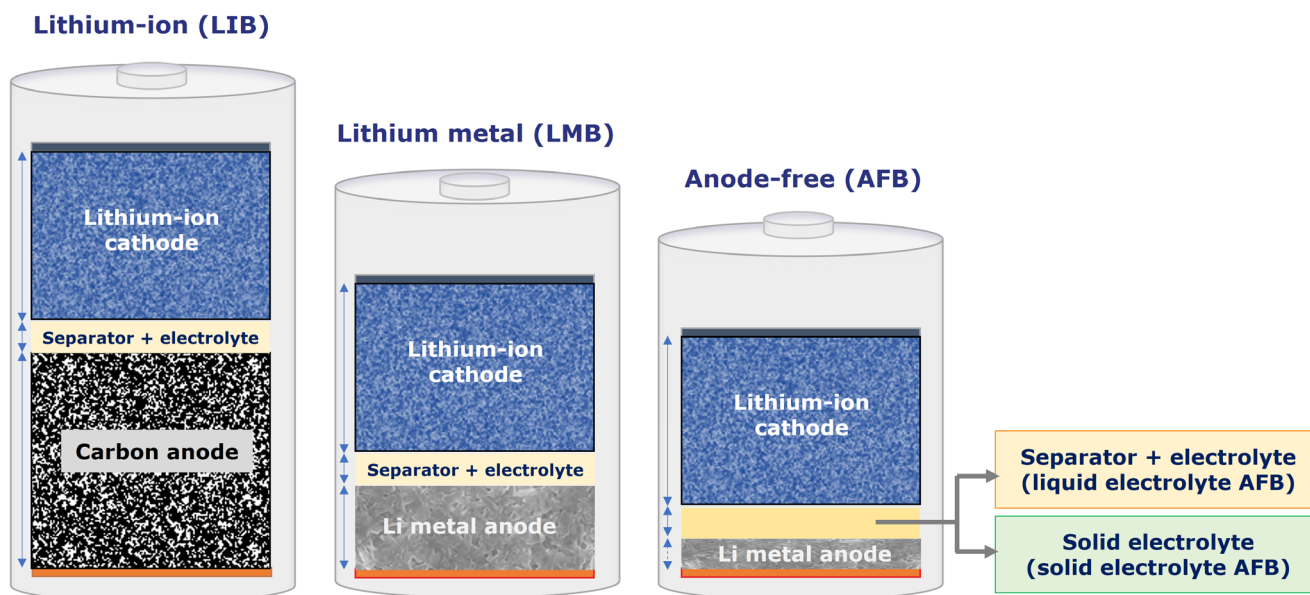 Lithium-ion (LIB)
Lithium-ion
cathode
Separator + electrolyte
Carbon anode
Lithium metal (LMB)
Lithium-ion
cathode
Separator + electrolyte
Li metal anode
Anode-free (AFB)
Lithium-ion
cathode
Li metal anode
Separator + electrolyte
(liquid electrolyte AFB)
Solid electrolyte
(solid electrolyte AFB)